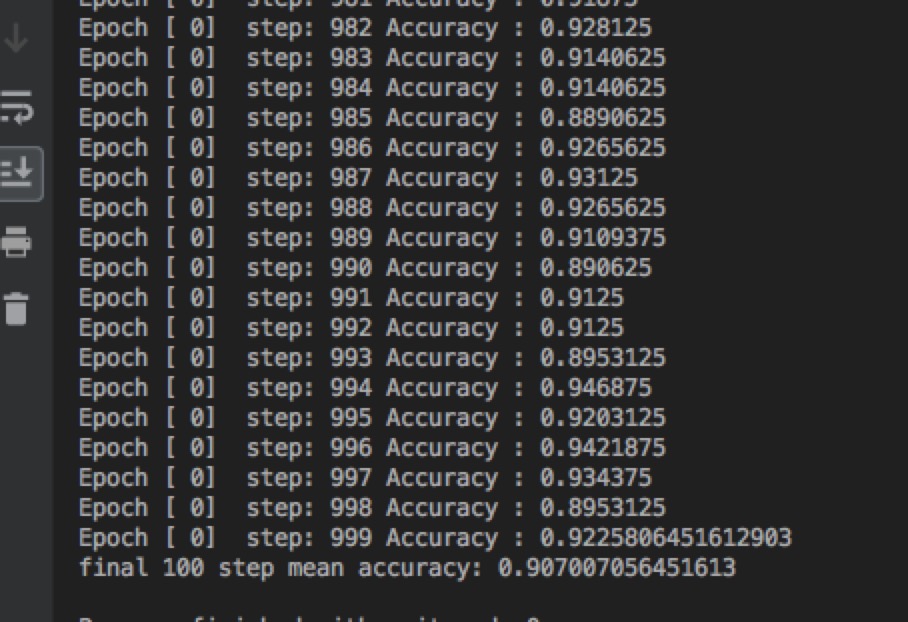 Epoch [ 0]  step: 981 Accuracy : 0.91875
Epoch [ 0]  step: 982 Accuracy : 0.928125
Epoch [ 0]  step: 983 Accuracy : 0.9140625
Epoch [ 0]  step: 984 Accuracy : 0.9140625
Epoch [ 0]  step: 985 Accuracy : 0.8890625
Epoch [ 0]  step: 986 Accuracy : 0.9265625
Epoch [ 0]  step: 987 Accuracy : 0.93125
Epoch [ 0]  step: 988 Accuracy : 0.9265625
Epoch [ 0]  step: 989 Accuracy : 0.9109375
Epoch [ 0]  step: 990 Accuracy : 0.890625
Epoch [ 0]  step: 991 Accuracy : 0.9125
Epoch [ 0]  step: 992 Accuracy : 0.9125
Epoch [ 0]  step: 993 Accuracy : 0.8953125
Epoch [ 0]  step: 994 Accuracy : 0.946875
Epoch [ 0]  step: 995 Accuracy : 0.9203125
Epoch [ 0]  step: 996 Accuracy : 0.9421875
Epoch [ 0]  step: 997 Accuracy : 0.934375
Epoch [ 0]  step: 998 Accuracy : 0.8953125
Epoch [ 0]  step: 999 Accuracy : 0.9225806451612903
final 100 step mean accuracy: 0.907007056451613